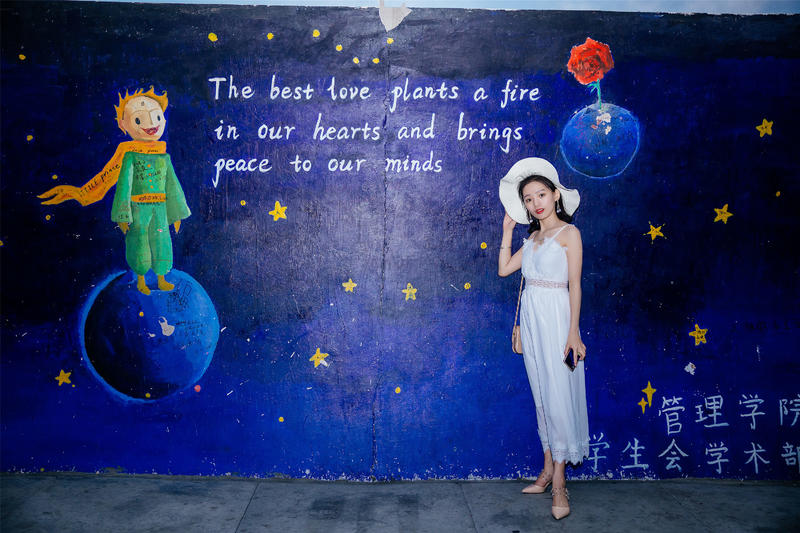 The best love plants a fire
in our hearts and brings
peace to our minds
管理学院
学生会学术部